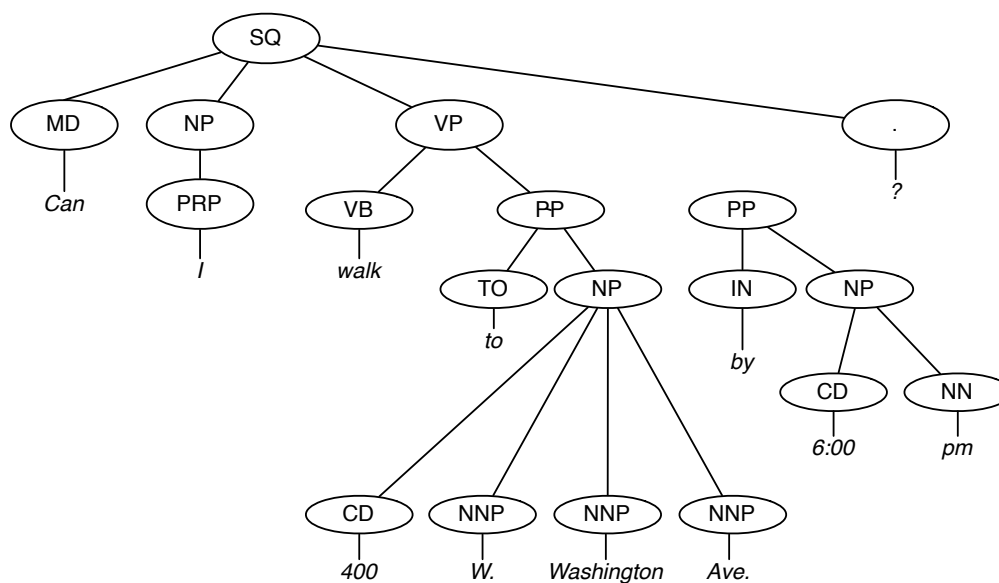 SQ
MD NP VP .
Can PRP VB PP PP ?
I walk TO NP IN NP
to by CD NN
6:00 pm
CD NNP NNP NNP
400 W. Washington Ave.